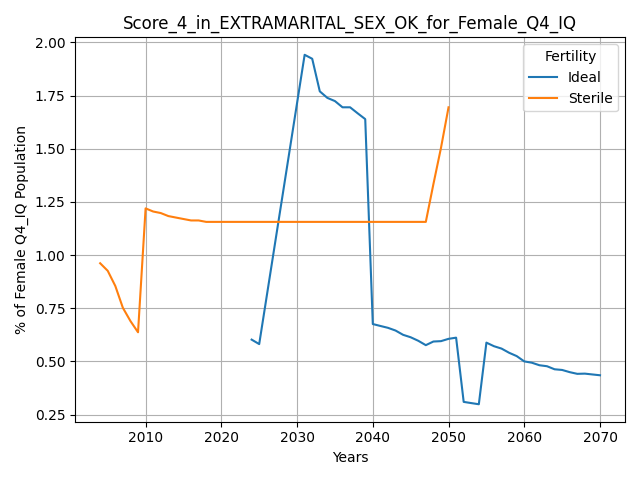 Score_4_in_EXTRAMARITAL_SEX_OK_for_Female_Q4_IQ
% of Female Q4_IQ Population
2.00
1.75
1.50
1.25
1.00
0.75
0.50
0.25
Fertility
Ideal
Sterile
2010 2020 2030 2040 2050 2060 2070
Years